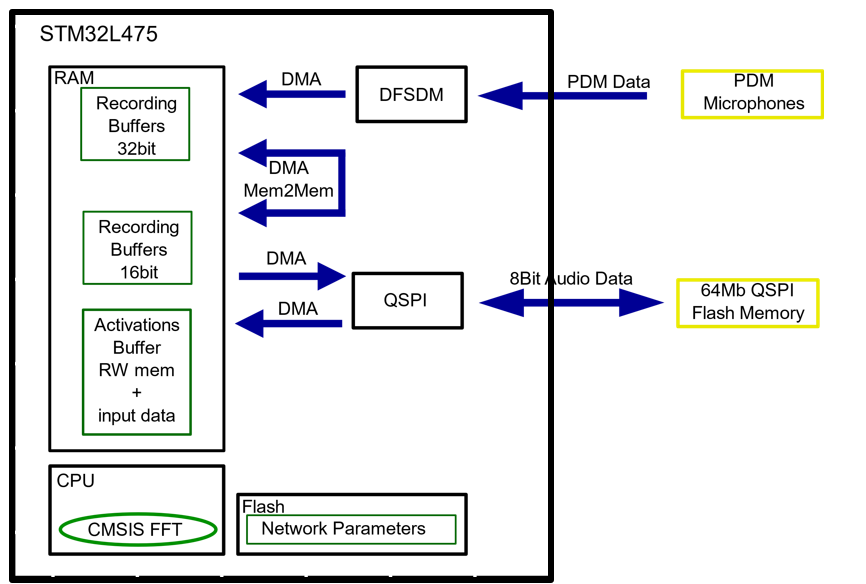 STM32L475
RAM
Recording
Buffers
32bit
DMA
DFSDM
PDM Data
PDM
Microphones
DMA
Mem2Mem
Recording
Buffers
16bit
DMA
DMA
QSPI
8Bit Audio Data
64Mb QSPI
Flash Memory
Activations
Buffer
RW mem
+
input data
CPU
CMSIS FFT
Flash
Network Parameters